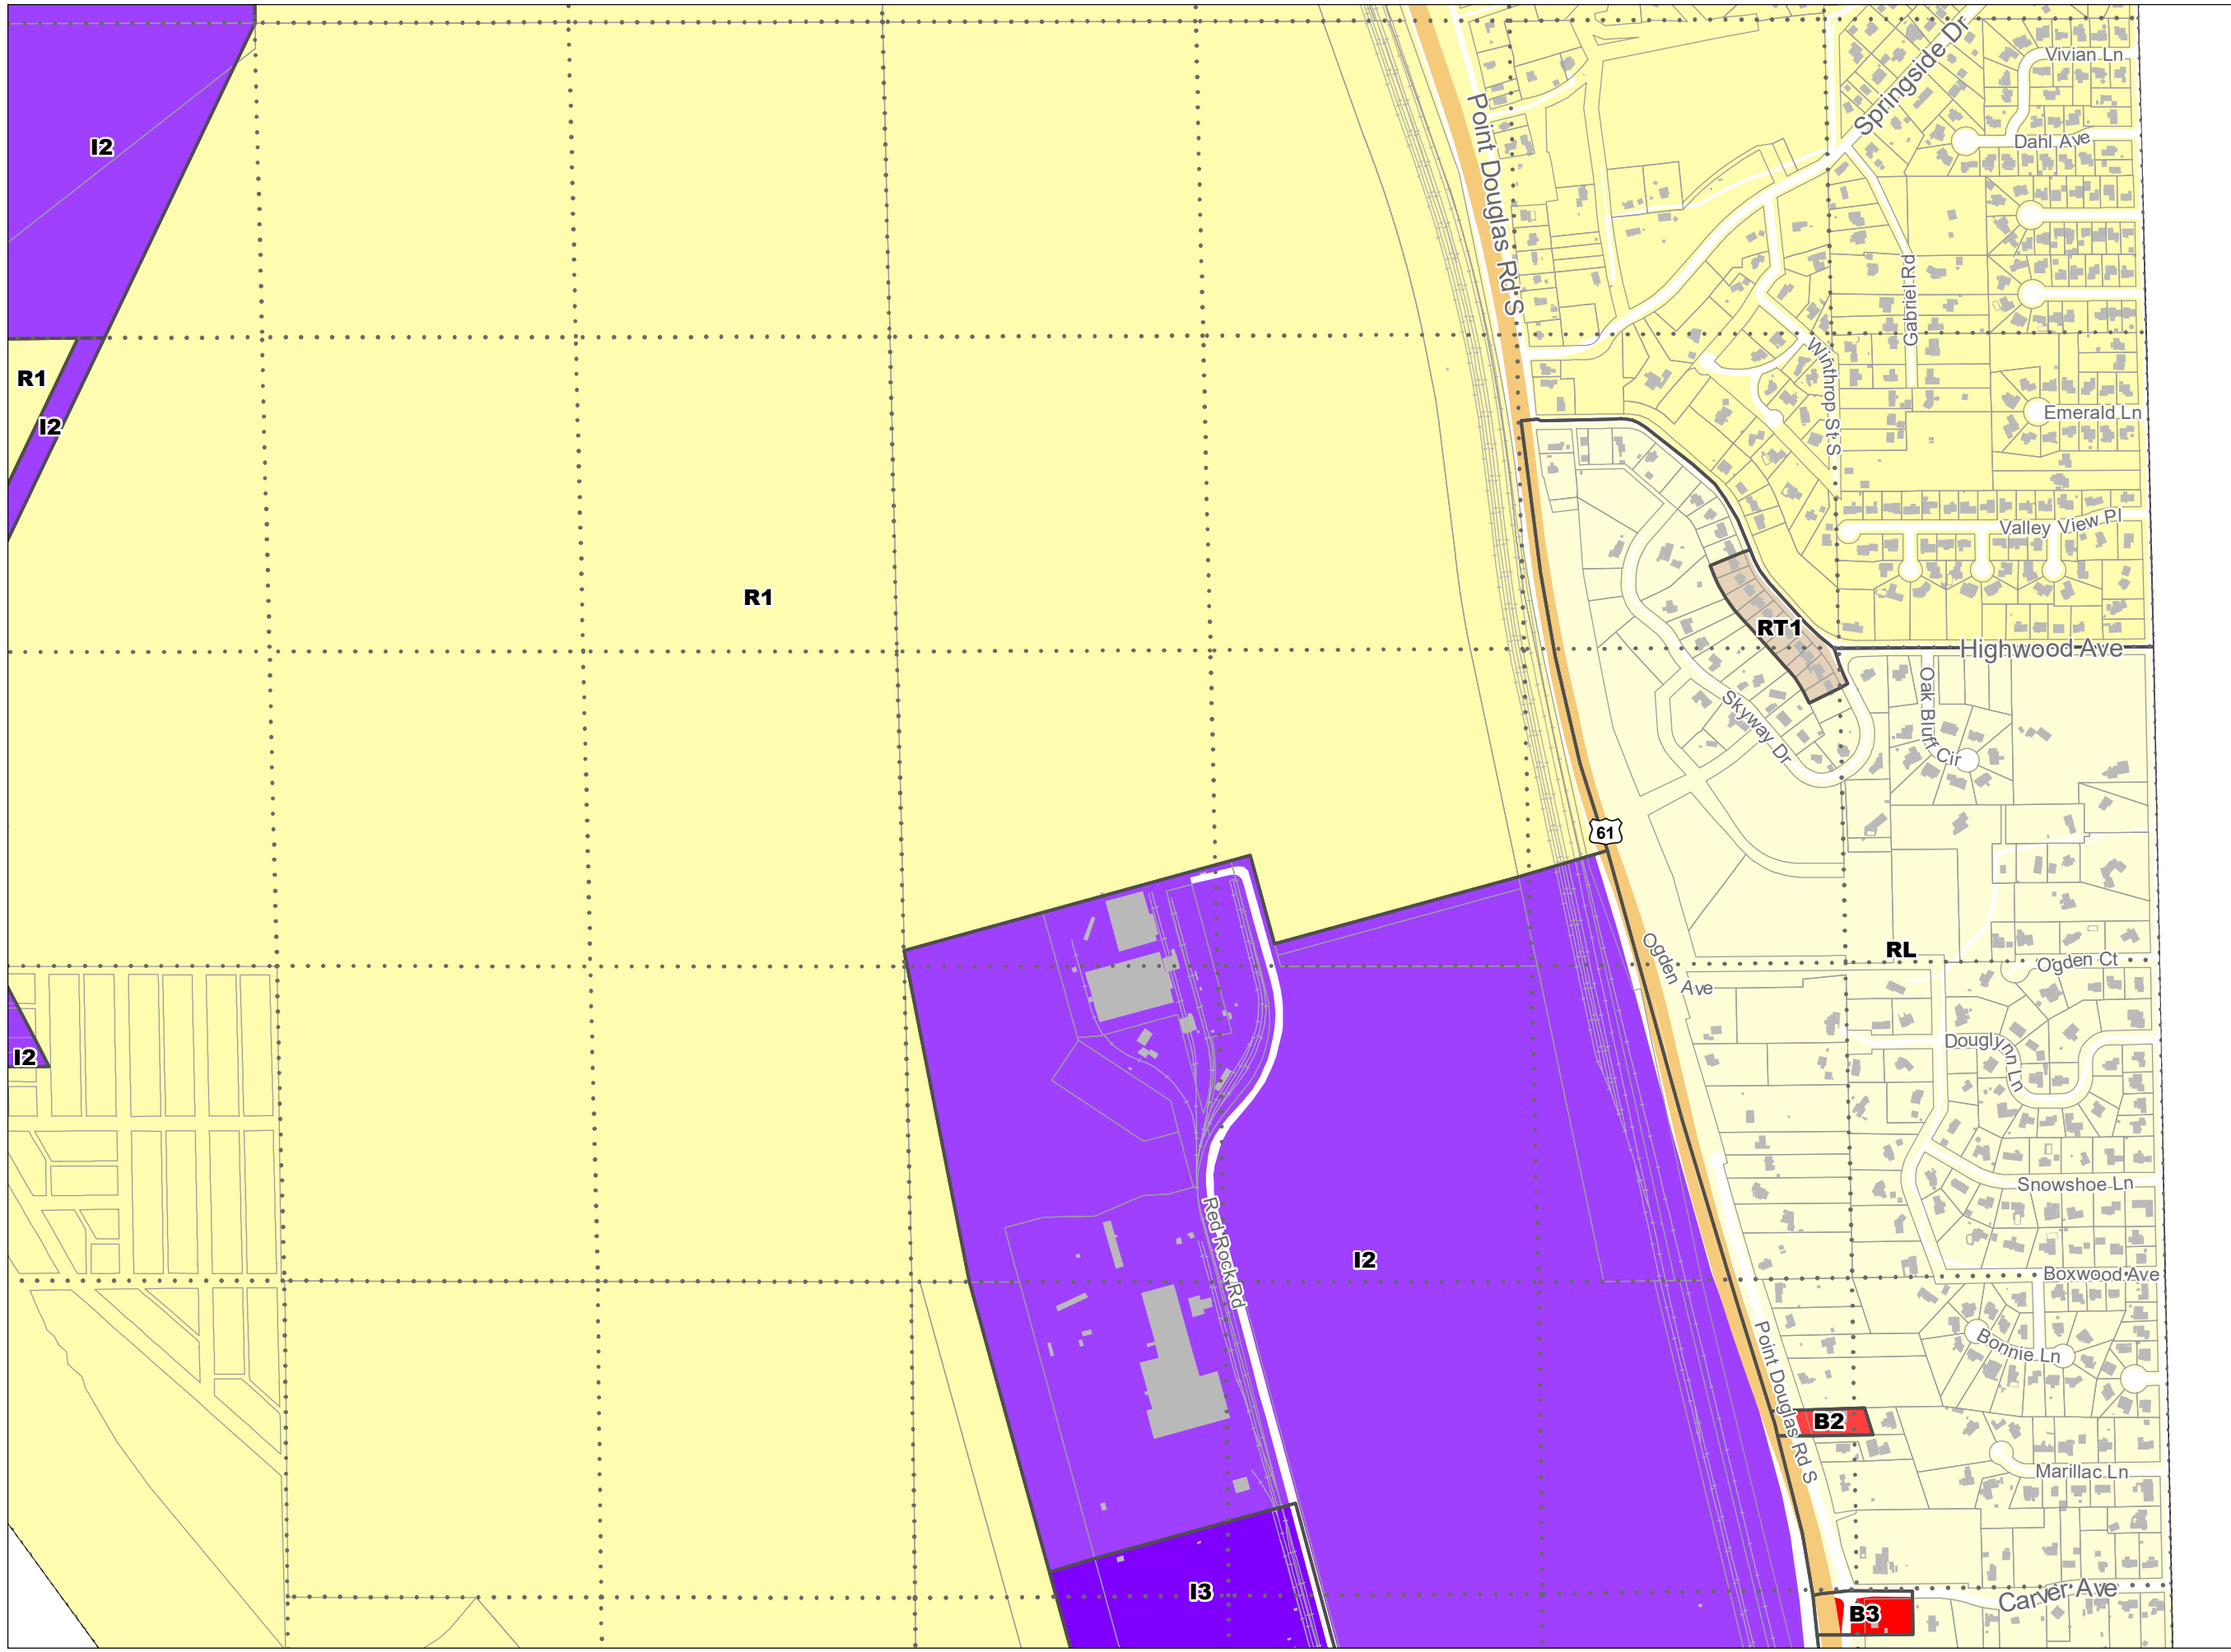 Springside Dr
Vivian Ln
Point Douglas Rd S
I2
Dahl Ave
Gabriel Rd
R1
Winthrop St S
I2
Emerald Ln
Valley View Pl
R1
RT1
Highwood Ave
Oak Bluff Cir
Skyway Dr
61
RL
Ogden Ave
Ogden Ct
I2
Douglynn Ln
Snowshoe Ln
Red Rock Rd
I2
Boxwood Ave
Bonnie Ln
Point Douglas Rd S
B2
Marillac Ln
I3
Carver Ave
B3